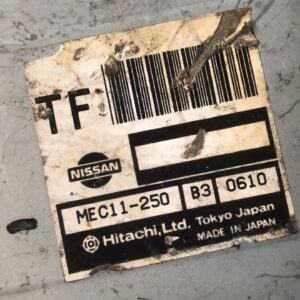 TF
NISSAN
MEC11-250 B3 0610
Hitachi,Ltd. Tokyo Japan
MADE IN JAPAN